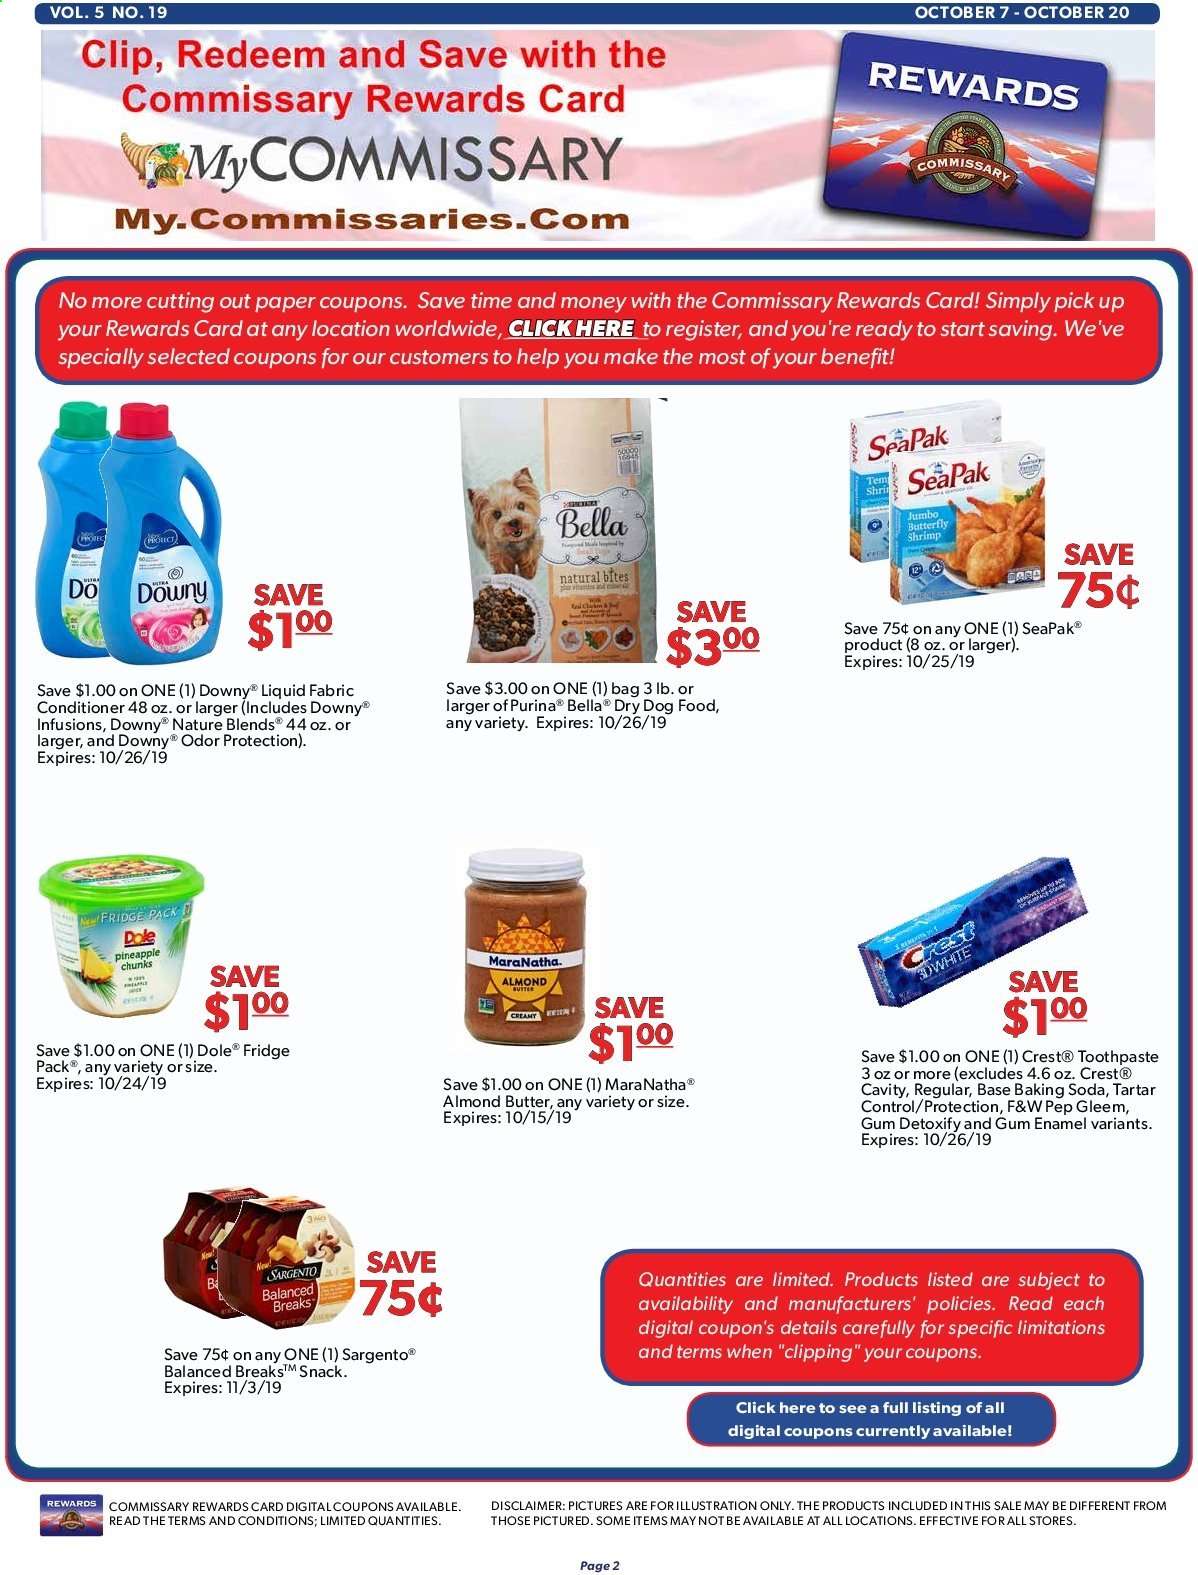 VOL. 5 NO. 19
OCTOBER 7 - OCTOBER 20
Clip, Redeem and Save with the
Commissary Rewards Card
MyCOMMISSARY
My.Commissaries.Com
REWARDS
COMMISSARY
No more cutting out paper coupons. Save time and money with the Commissary Rewards Card! Simply pick up
your Rewards Card at any location worldwide, CLICK HERE to register, and you're ready to start saving. We've
specially selected coupons for our customers to help you make the most of your benefit!
ULTRA
Downy
SAVE
$1.00
Save $1.00 on ONE (1) Downy® Liquid Fabric
Conditioner 48 oz. or larger (Includes Downy®
Infusions, Downy® Nature Blends® 44 oz. or
larger, and Downy® Odor Protection).
Expires: 10/26/19
PURINA
Bella
natural bites
SAVE
$3.00
Save $3.00 on ONE (1) bag 3 lb. or
larger of Purina® Bella® Dry Dog Food,
any variety. Expires: 10/26/19
SeaPak
SeaPak
Jumbo
Butterfly
Shrimp
SAVE
75¢
Save 75¢ on any ONE (1) SeaPak®
product (8 oz. or larger).
Expires: 10/25/19
New! FRIDGE PACK
Dole
pineapple
chunks
SAVE
$1.00
Save $1.00 on ONE (1) Dole® Fridge
Pack®, any variety or size.
Expires: 10/24/19
MaraNatha.
ALMOND
BUTTER
CREAMY
SAVE
$1.00
Save $1.00 on ONE (1) MaraNatha®
Almond Butter, any variety or size.
Expires: 10/15/19
Crest
3D WHITE
SAVE
$1.00
Save $1.00 on ONE (1) Crest® Toothpaste
3 oz or more (excludes 4.6 oz. Crest®
Cavity, Regular, Base Baking Soda, Tartar
Control/Protection, F&W Pep Gleem,
Gum Detoxify and Gum Enamel variants.
Expires: 10/26/19
New!
SARGENTO
Balanced
Breaks
SAVE
75¢
Save 75¢ on any ONE (1) Sargento®
Balanced Breaks™ Snack.
Expires: 11/3/19
Quantities are limited. Products listed are subject to
availability and manufacturers' policies. Read each
digital coupon's details carefully for specific limitations
and terms when "clipping" your coupons.
Click here to see a full listing of all
digital coupons currently available!
REWARDS
COMMISSARY REWARDS CARD DIGITAL COUPONS AVAILABLE.
READ THE TERMS AND CONDITIONS; LIMITED QUANTITIES.
DISCLAIMER: PICTURES ARE FOR ILLUSTRATION ONLY. THE PRODUCTS INCLUDED IN THIS SALE MAY BE DIFFERENT FROM
THOSE PICTURED. SOME ITEMS MAY NOT BE AVAILABLE AT ALL LOCATIONS. EFFECTIVE FOR ALL STORES.
Page 2